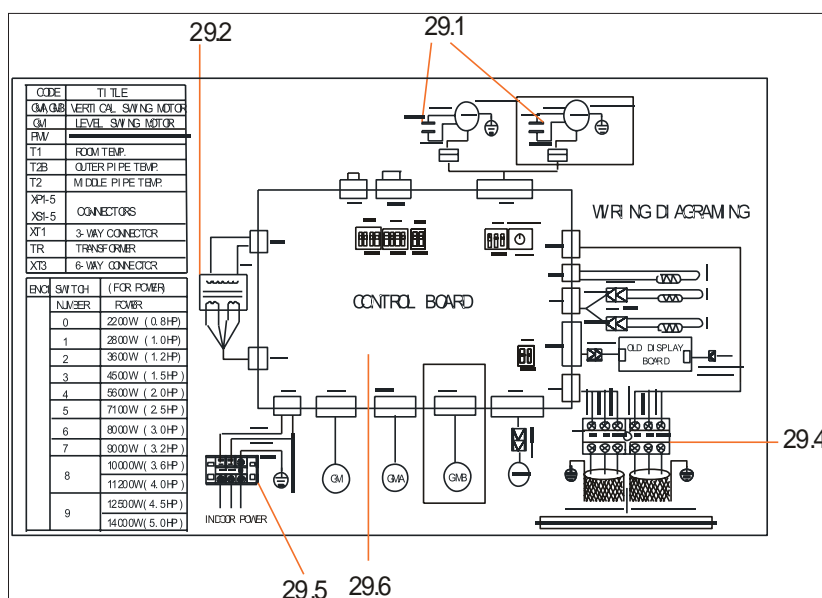 29.2
29.1
CODE TITLE
GMA,GMB VERTICAL SWING MOTOR
GM LEVEL SWING MOTOR
PMV
T1 ROOM TEMP.
T2B OUTER PIPE TEMP.
T2 MIDDLE PIPE TEMP.
XP1-5
XS1-5 CONNECTORS
XT1 3-WAY CONNECTOR
TR TRANSFORMER
XT3 6-WAY CONNECTOR
ENC1 SWITCH (FOR POWER)
NUMBER POWER
0 2200W (0.8HP)
1 2800W (1.0HP)
2 3600W (1.2HP)
3 4500W (1.5HP)
4 5600W (2.0HP)
5 7100W (2.5HP)
6 8000W (3.0HP)
7 9000W (3.2HP)
8 10000W(3.6HP)
11200W(4.0HP)
9 12500W(4.5HP)
14000W(5.0HP)
WIRING DIAGRAMING
CONTROL BOARD
OLD DISPLAY
BOARD
GM
GMA
GMB
INDOOR POWER
29.4
29.5
29.6